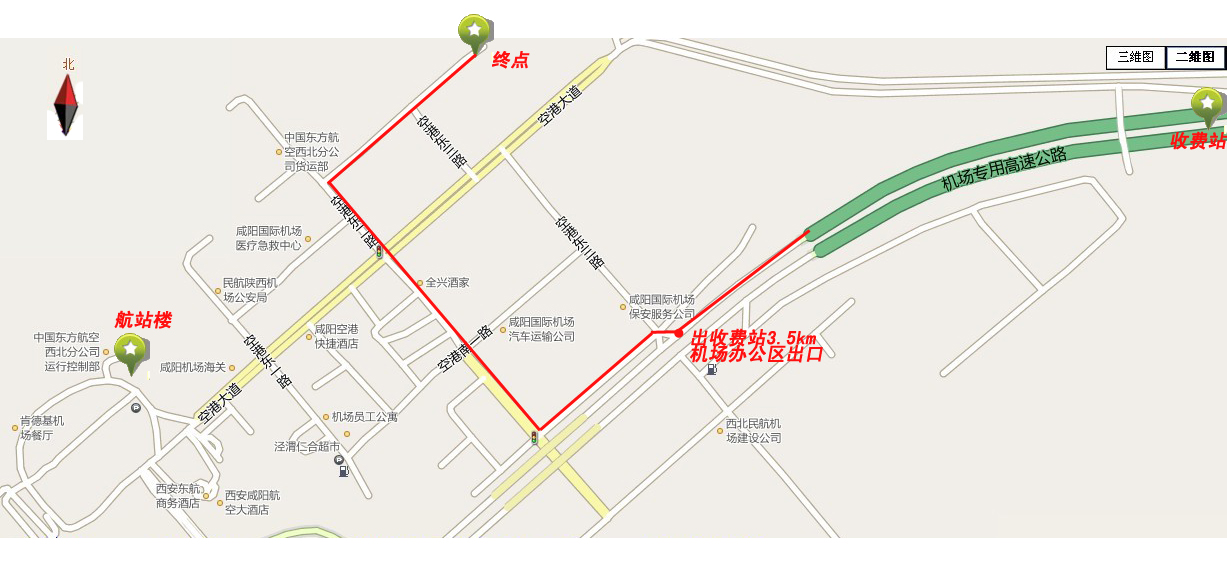 终点
北
三维图
二维图
空港大道
收费站
空港东三路
中国东方航
空西北分公
司货运部
机场专用高速公路
空港东二路
空港东三路
咸阳国际机场
医疗急救中心
全兴酒家
民航陕西机
场公安局
咸阳国际机场
保安服务公司
航站楼
咸阳空港
快捷酒店
咸阳国际机场
汽车运输公司
空港南一路
出收费站3.5km
机场办公区出口
中国东方航空
西北分公司
运行控制部
咸阳机场海关
空港东一路
空港大道
P
肯德基机
场餐厅
机场员工公寓
西北民航机
场建设公司
泾渭仁合超市
P
西安东航
商务酒店
西安咸阳航
空大酒店